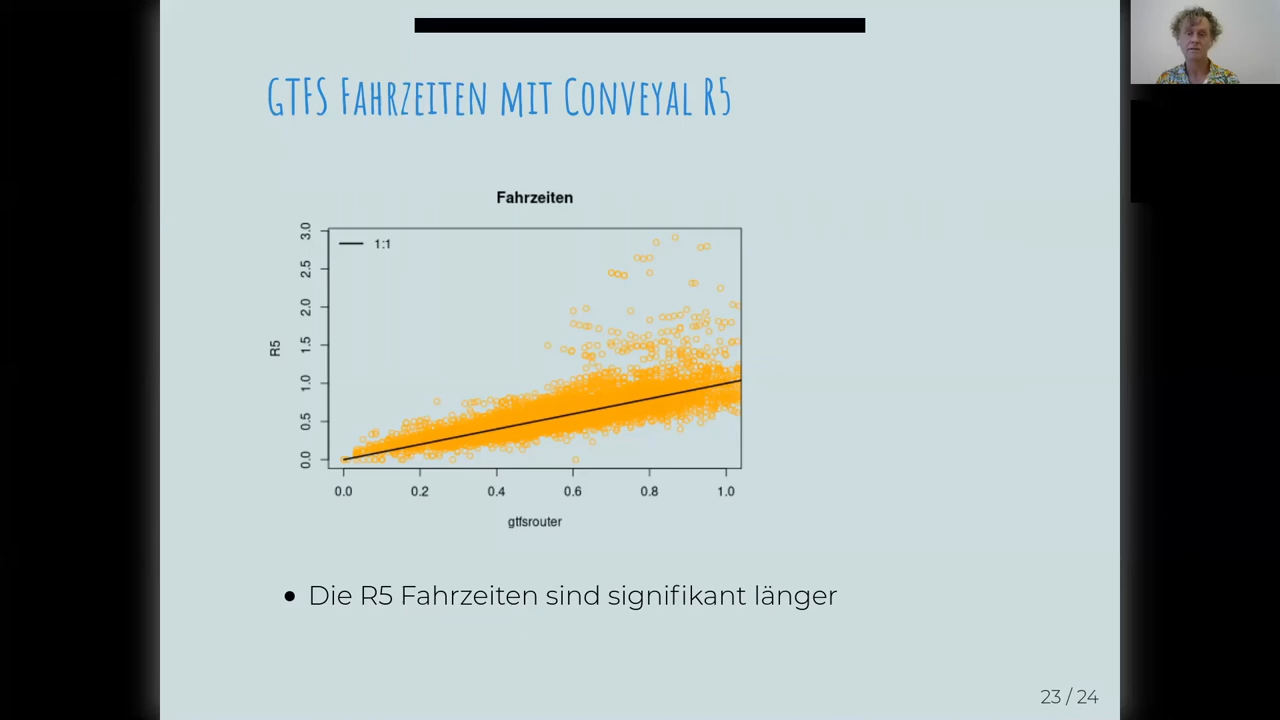 GTFS Fahrzeiten mit Conveyal R5
Fahrzeiten
1:1
3.0
2.5
2.0
1.5
1.0
0.5
0.0
R5
0.0 0.2 0.4 0.6 0.8 1.0
gtfsrouter
• Die R5 Fahrzeiten sind signifikant länger
23 / 24